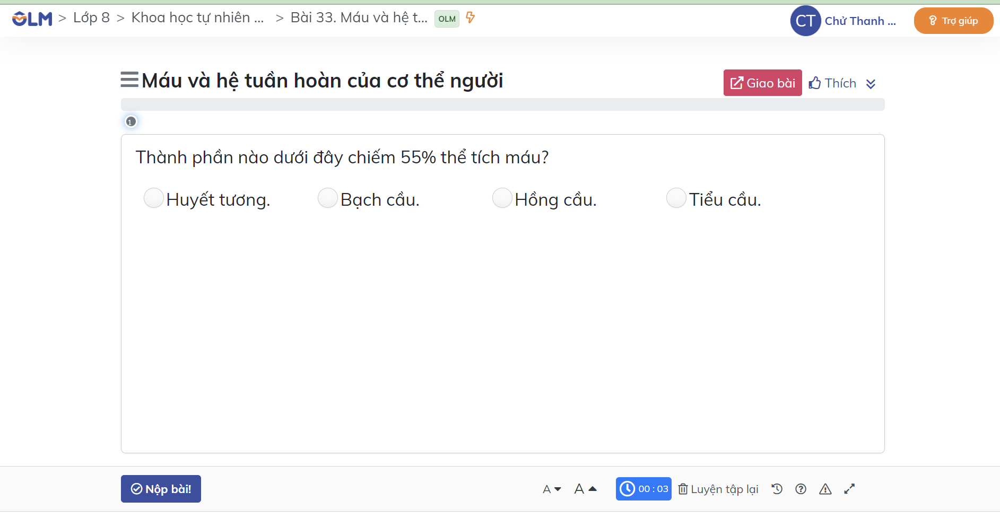 OLM > Lớp 8 > Khoa học tự nhiên ... > Bài 33. Máu và hệ t... OLM
CT Chử Thanh ... Trợ giúp
Máu và hệ tuần hoàn của cơ thể người
Giao bài Thích
1
Thành phần nào dưới đây chiếm 55% thể tích máu?
Huyết tương. Bạch cầu. Hồng cầu. Tiểu cầu.
Nộp bài! A A 00 : 03 Luyện tập lại